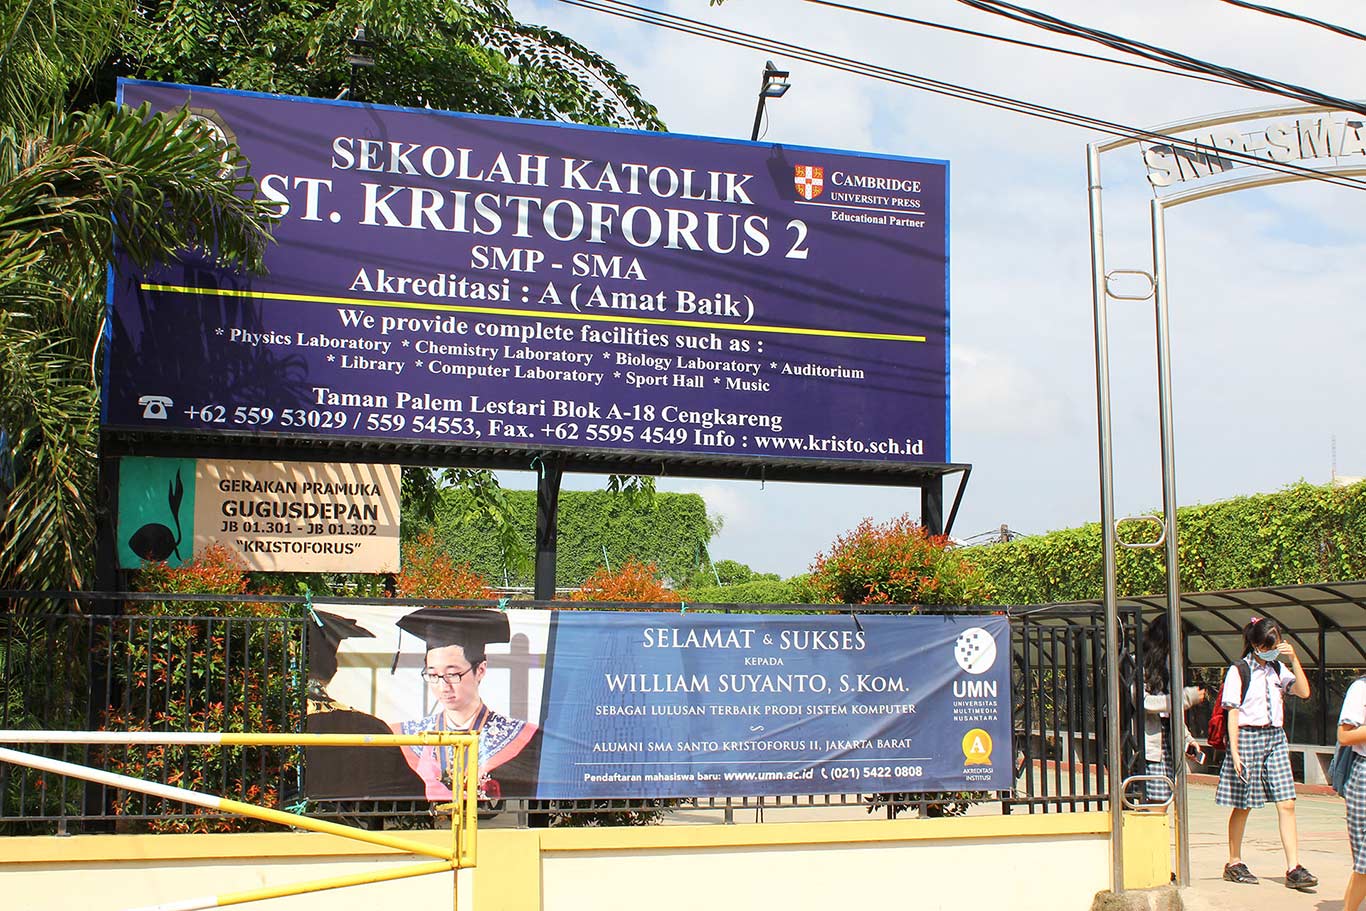 SEKOLAH KATOLIK
ST. KRISTOFORUS 2
SMP - SMA
Akreditasi : A ( Amat Baik )
CAMBRIDGE
UNIVERSITY PRESS
Educational Partner
We provide complete facilities such as :
* Physics Laboratory * Chemistry Laboratory * Biology Laboratory * Auditorium
* Library * Computer Laboratory * Sport Hall * Music
Taman Palem Lestari Blok A-18 Cengkareng
+62 559 53029 / 559 54553, Fax. +62 5595 4549 Info : www.kristo.sch.id
SMP-SMA
GERAKAN PRAMUKA
GUGUSDEPAN
JB 01.301 - JB 01.302
"KRISTOFORUS"
SELAMAT & SUKSES
KEPADA
WILLIAM SUYANTO, S.KOM.
SEBAGAI LULUSAN TERBAIK PRODI SISTEM KOMPUTER
ALUMNI SMA SANTO KRISTOFORUS II, JAKARTA BARAT
Pendaftaran mahasiswa baru: www.umn.ac.id (021) 5422 0808
UMN
UNIVERSITAS
MULTIMEDIA
NUSANTARA
A
AKREDITASI
INSTITUSI